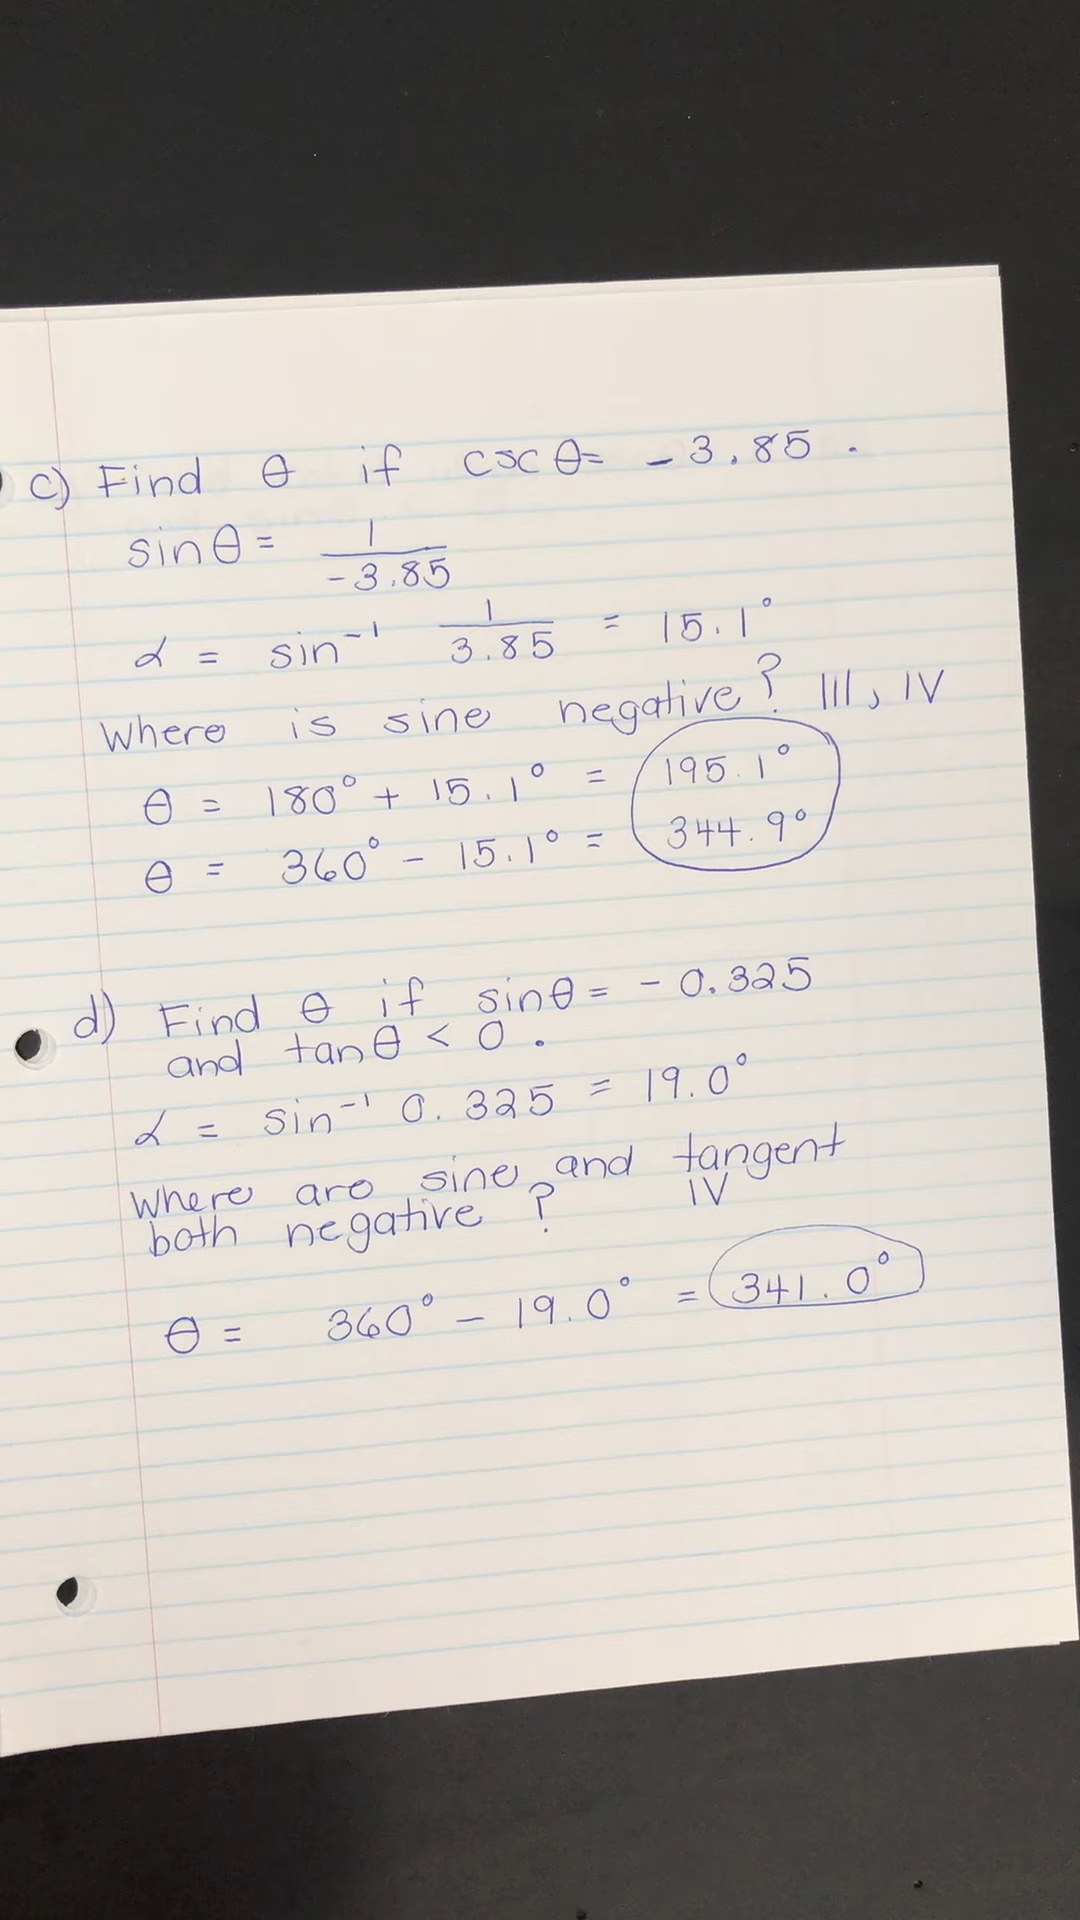 c) Find θ if csc θ = -3.85.
sin θ = 1/-3.85
α = sin⁻¹ 1/3.85 = 15.1°
Where is sine negative? III, IV
θ = 180° + 15.1° = 195.1°
θ = 360° - 15.1° = 344.9°
d) Find θ if sin θ = -0.325
and tan θ < 0.
α = sin⁻¹ 0.325 = 19.0°
Where are sine and tangent
both negative? IV
θ = 360° - 19.0° = 341.0°